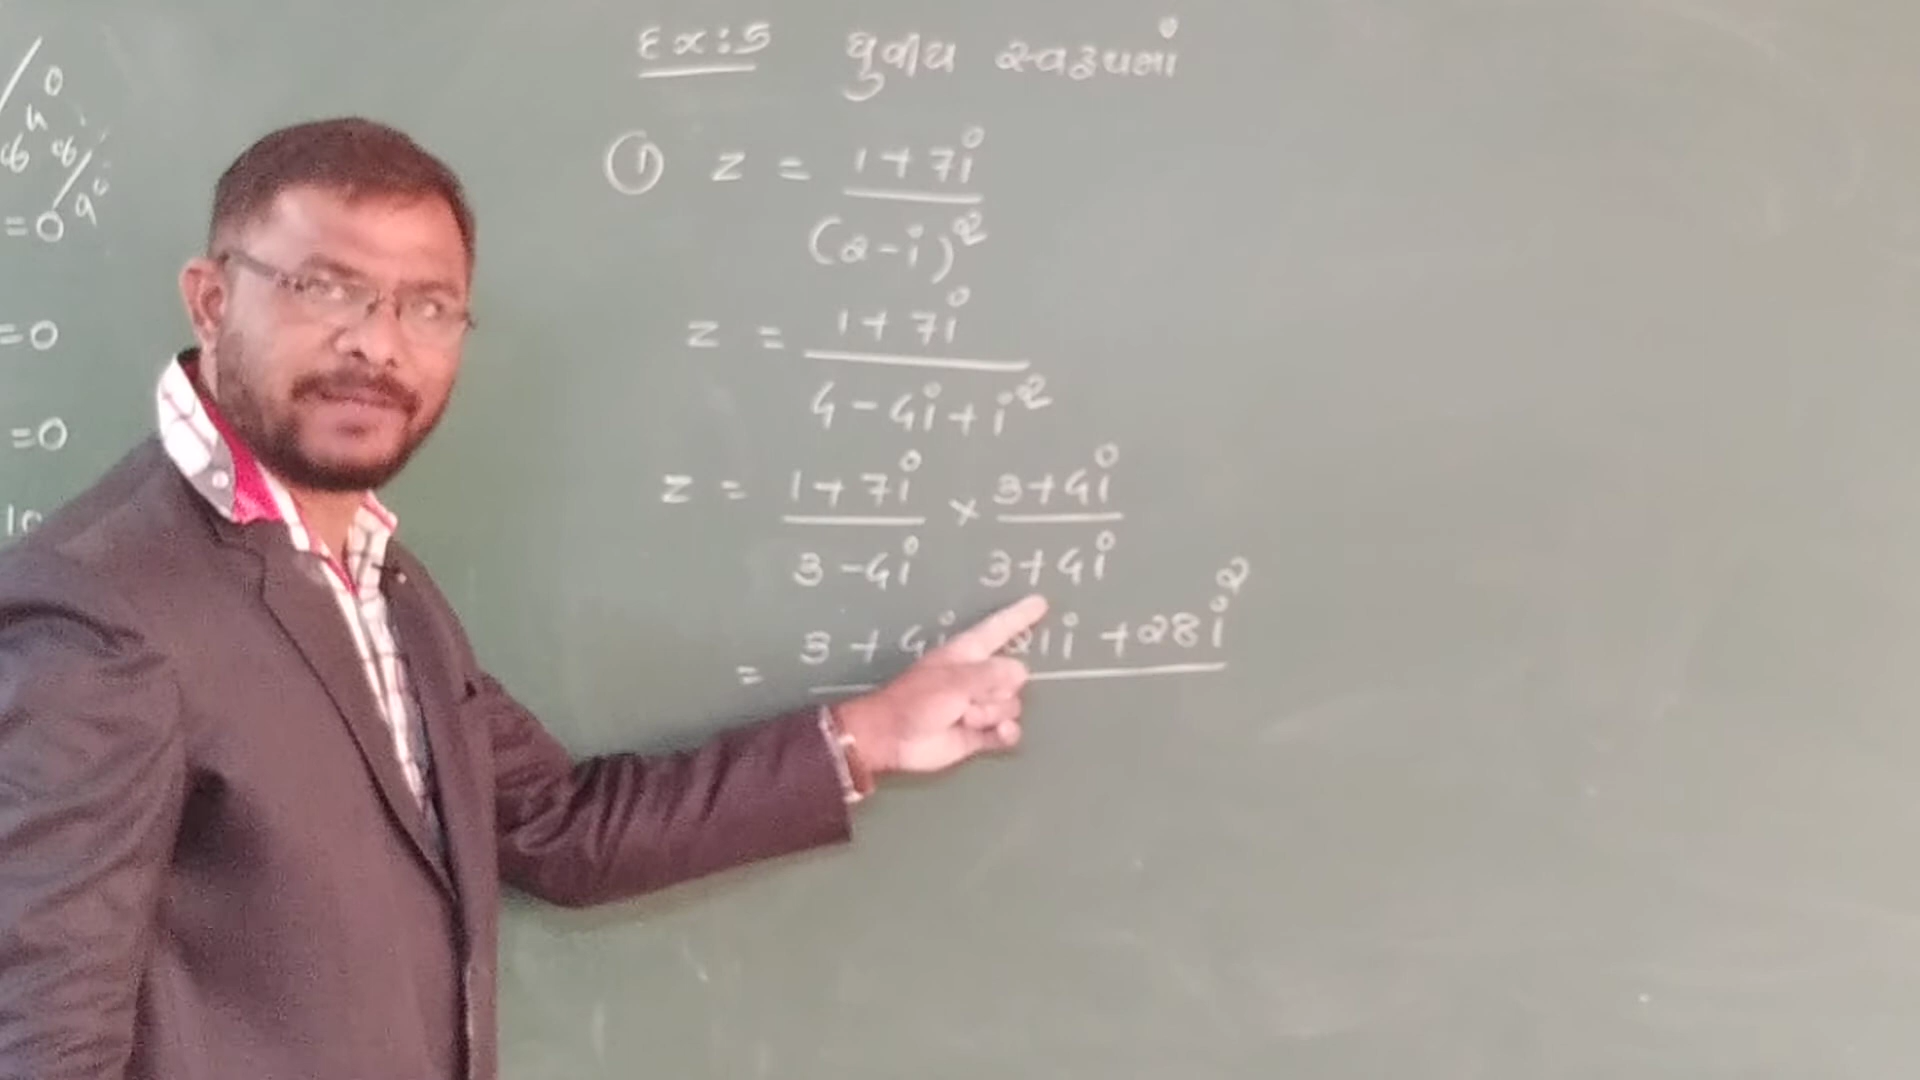 Ex:5 ધ્રુવીય સ્વરૂપમાં
① z = 1+7i / (2-i)²
z = 1+7i / 4-4i+i²
z = 1+7i / 3-4i × 3+4i / 3+4i
= 3+4i 21i +28i²
=0
=0
=0